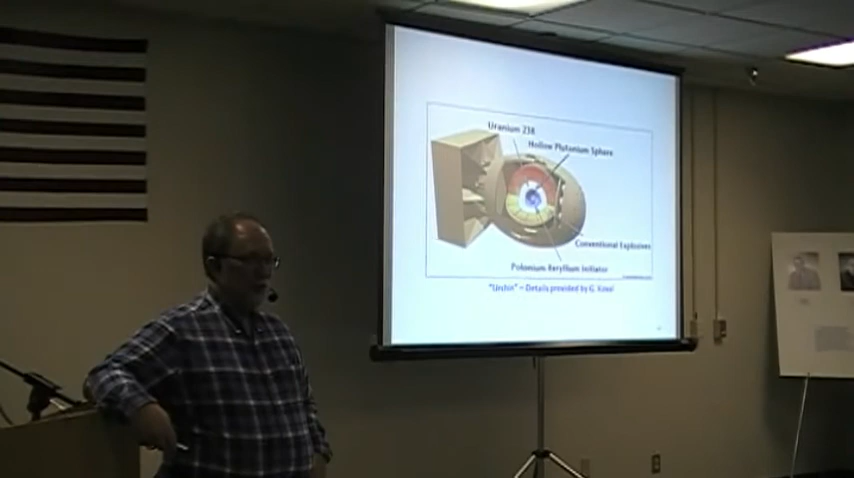 Uranium 238
Hollow Plutonium Sphere
Conventional Explosives
Polonium Beryllium Initiator
"Urchin" – Details provided by G. Koval